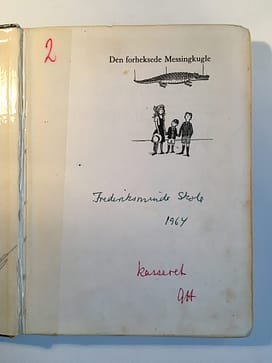 2
Den forheksede Messingkugle
Frederiksminde Skole
1964
kasseret